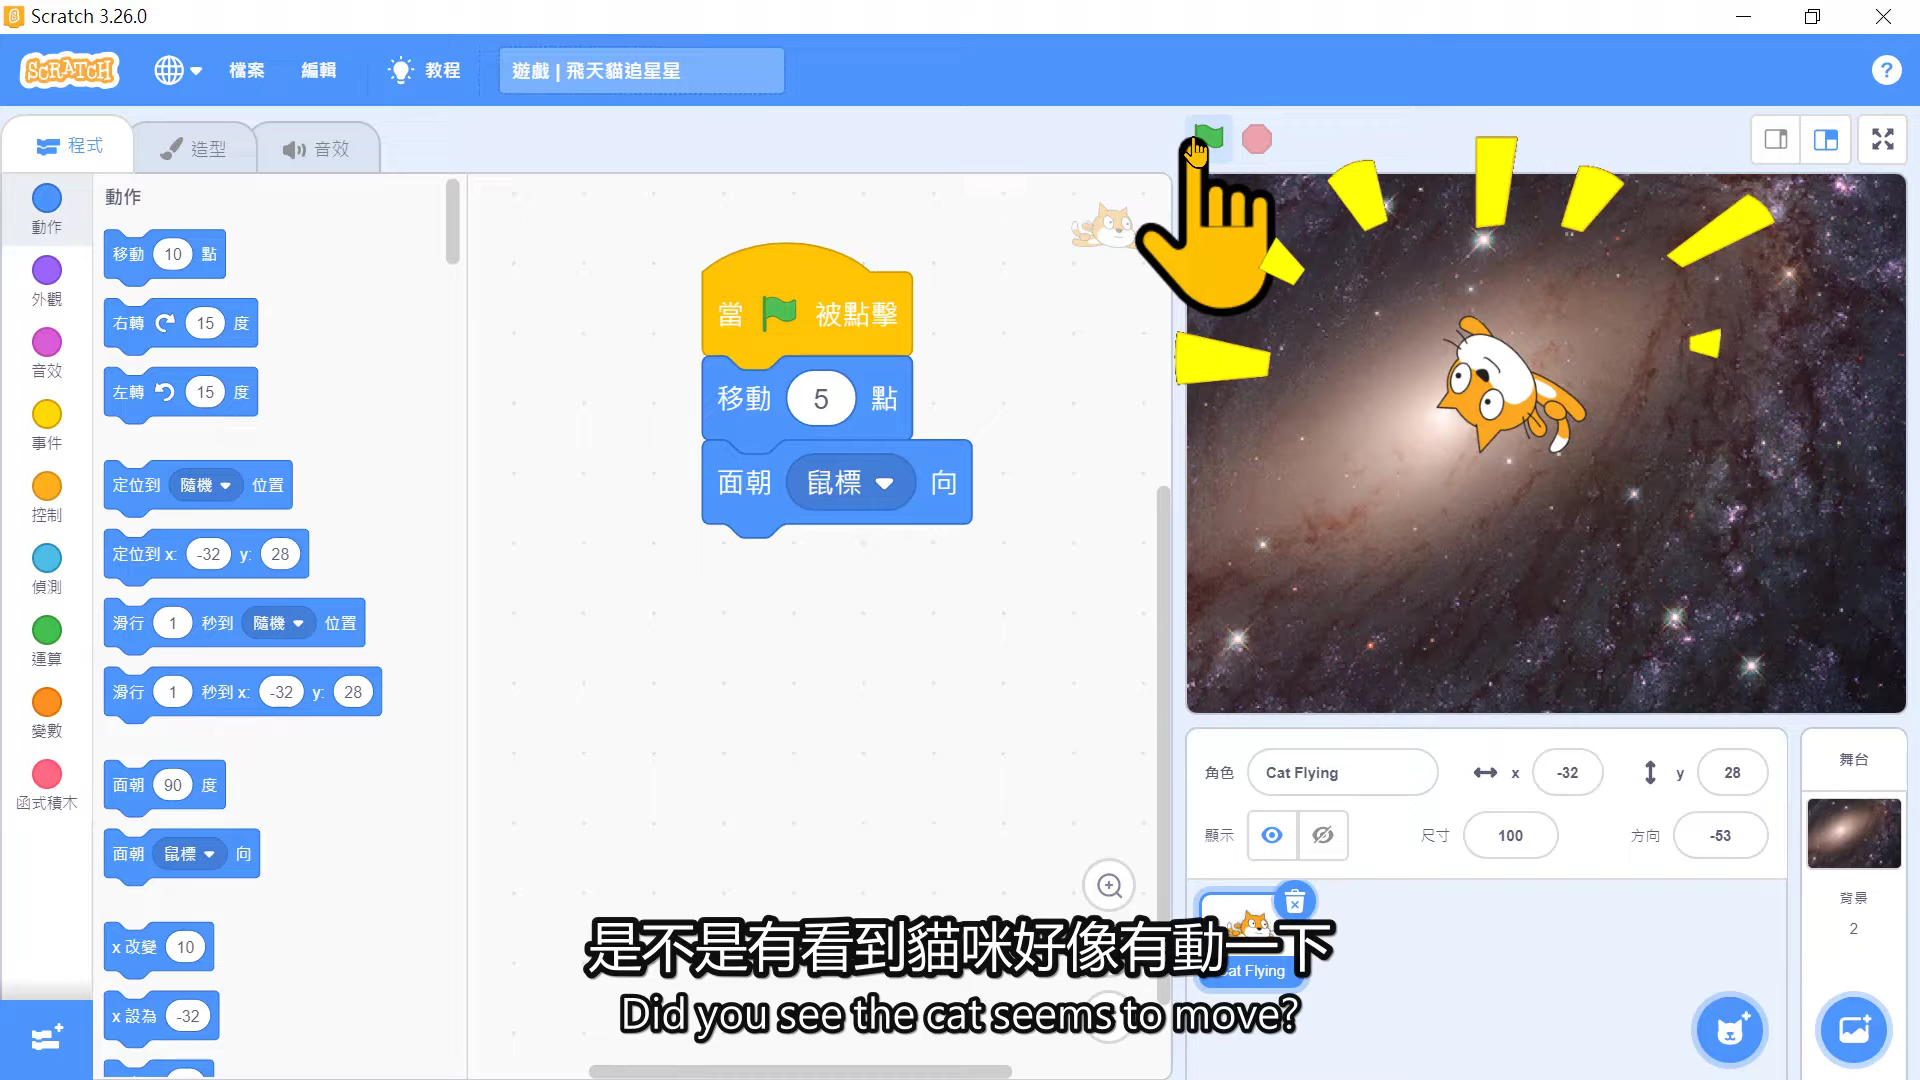 Scratch 3.26.0
SCRATCH
檔案
編輯
教程
遊戲 | 飛天貓追星星
?
程式
造型
音效
動作
外觀
音效
事件
控制
偵測
運算
變數
函式積木
動作
移動 10 點
右轉 15 度
左轉 15 度
定位到 隨機 位置
定位到 x: -32 y: 28
滑行 1 秒到 隨機 位置
滑行 1 秒到 x: -32 y: 28
面朝 90 度
面朝 鼠標 向
x 改變 10
x 設為 -32
當 被點擊
移動 5 點
面朝 鼠標 向
角色 Cat Flying x -32 y 28
顯示 尺寸 100 方向 -53
Cat Flying
舞台
背景
2
是不是有看到貓咪好像有動一下
Did you see the cat seems to move?